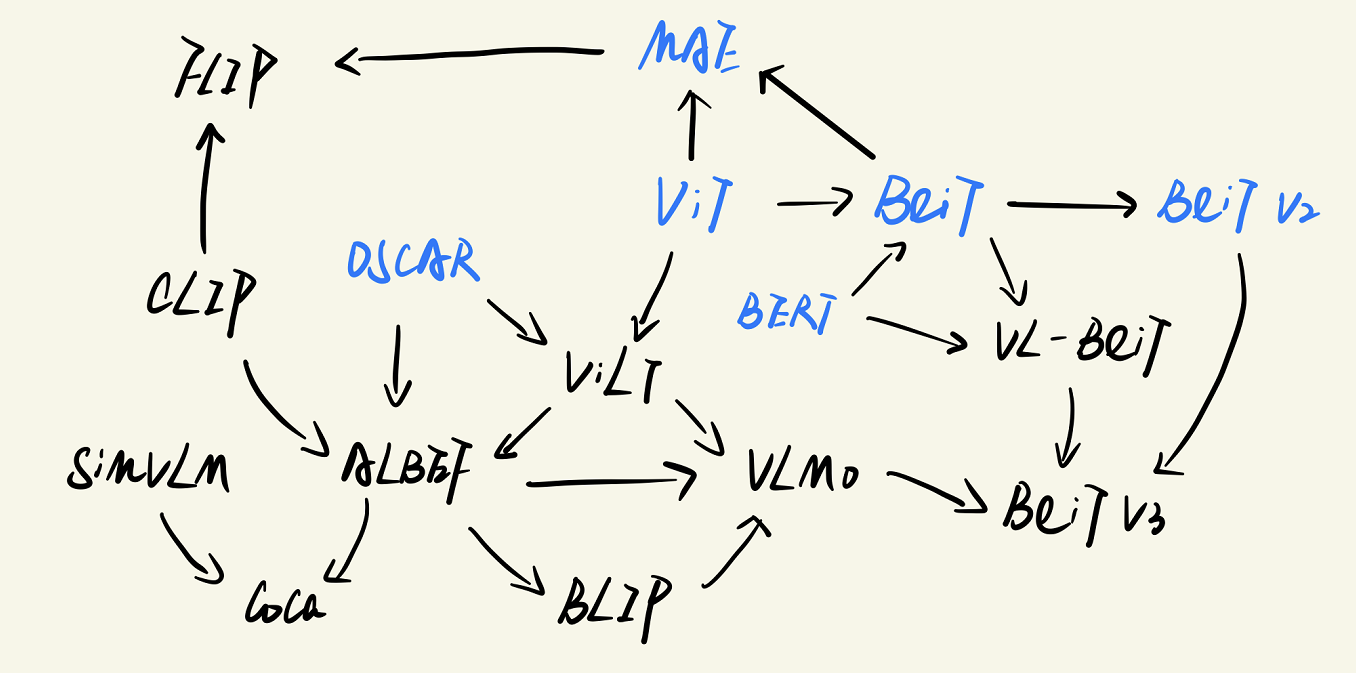 FLIP
MAE
ViT
BeiT
BeiT v2
OSCAR
CLIP
BERT
VL-BeiT
ViLT
SimVLM
ALBEF
VLMo
BeiT v3
CoCa
BLIP